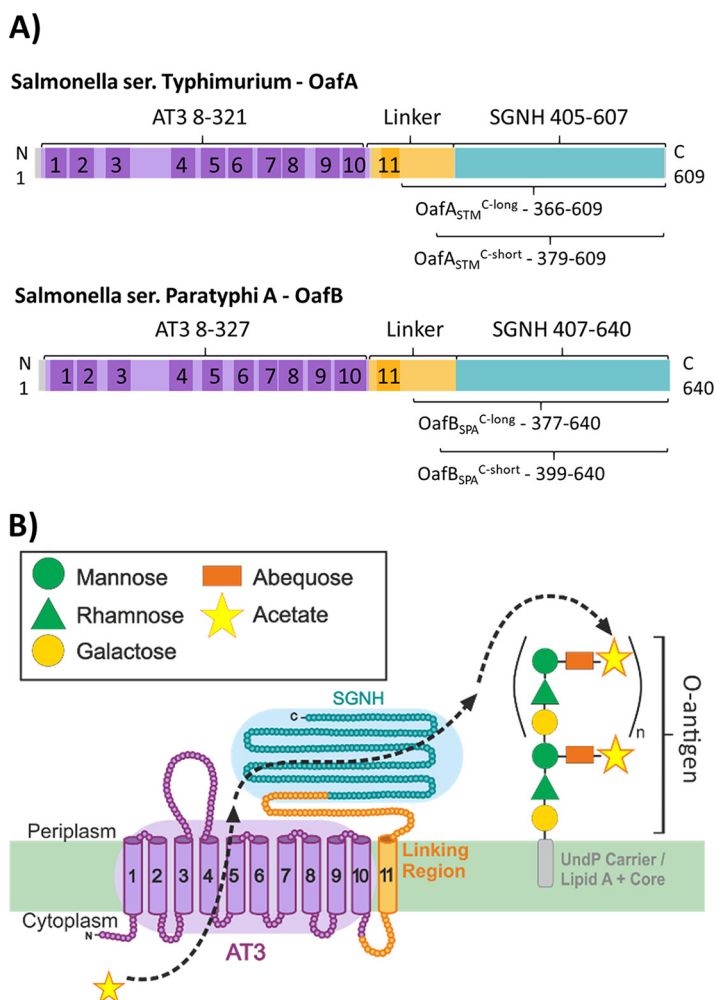 A)
Salmonella ser. Typhimurium - OafA
AT3 8-321 Linker SGNH 405-607
N 1 2 3 4 5 6 7 8 9 10 11 C
1 609
OafA_STM^C-long - 366-609
OafA_STM^C-short - 379-609
Salmonella ser. Paratyphi A - OafB
AT3 8-327 Linker SGNH 407-640
N 1 2 3 4 5 6 7 8 9 10 11 C
1 640
OafB_SPA^C-long - 377-640
OafB_SPA^C-short - 399-640
B)
Mannose Abequose
Rhamnose Acetate
Galactose
SGNH
C
n
O-antigen
Periplasm
Linking
Region
1 2 3 4 5 6 7 8 9 10 11
UndP Carrier /
Lipid A + Core
Cytoplasm
N
AT3